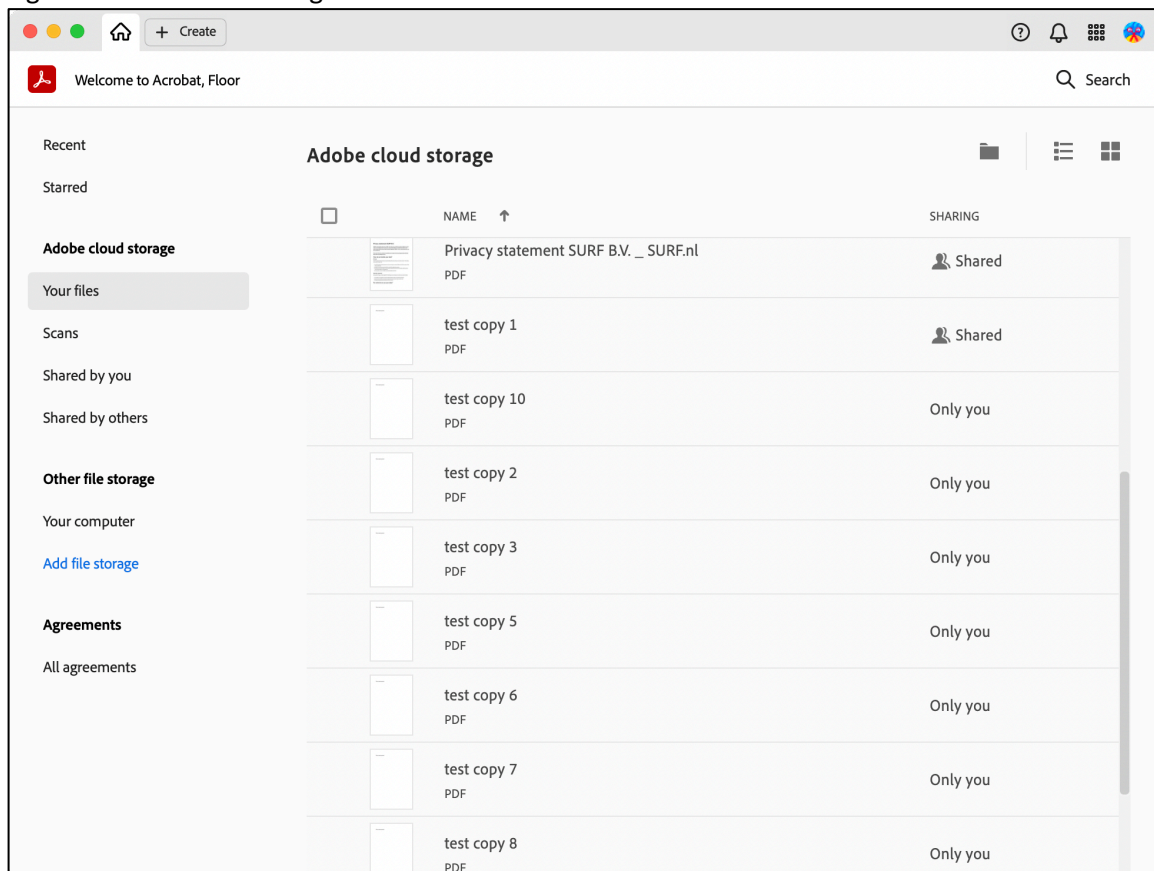 Create
Welcome to Acrobat, Floor
Search
Recent
Starred
Adobe cloud storage
Your files
Scans
Shared by you
Shared by others
Other file storage
Your computer
Add file storage
Agreements
All agreements
Adobe cloud storage
NAME
SHARING
Privacy statement SURF B.V. _ SURF.nl
PDF
Shared
test copy 1
PDF
Shared
test copy 10
PDF
Only you
test copy 2
PDF
Only you
test copy 3
PDF
Only you
test copy 5
PDF
Only you
test copy 6
PDF
Only you
test copy 7
PDF
Only you
test copy 8
PDF
Only you